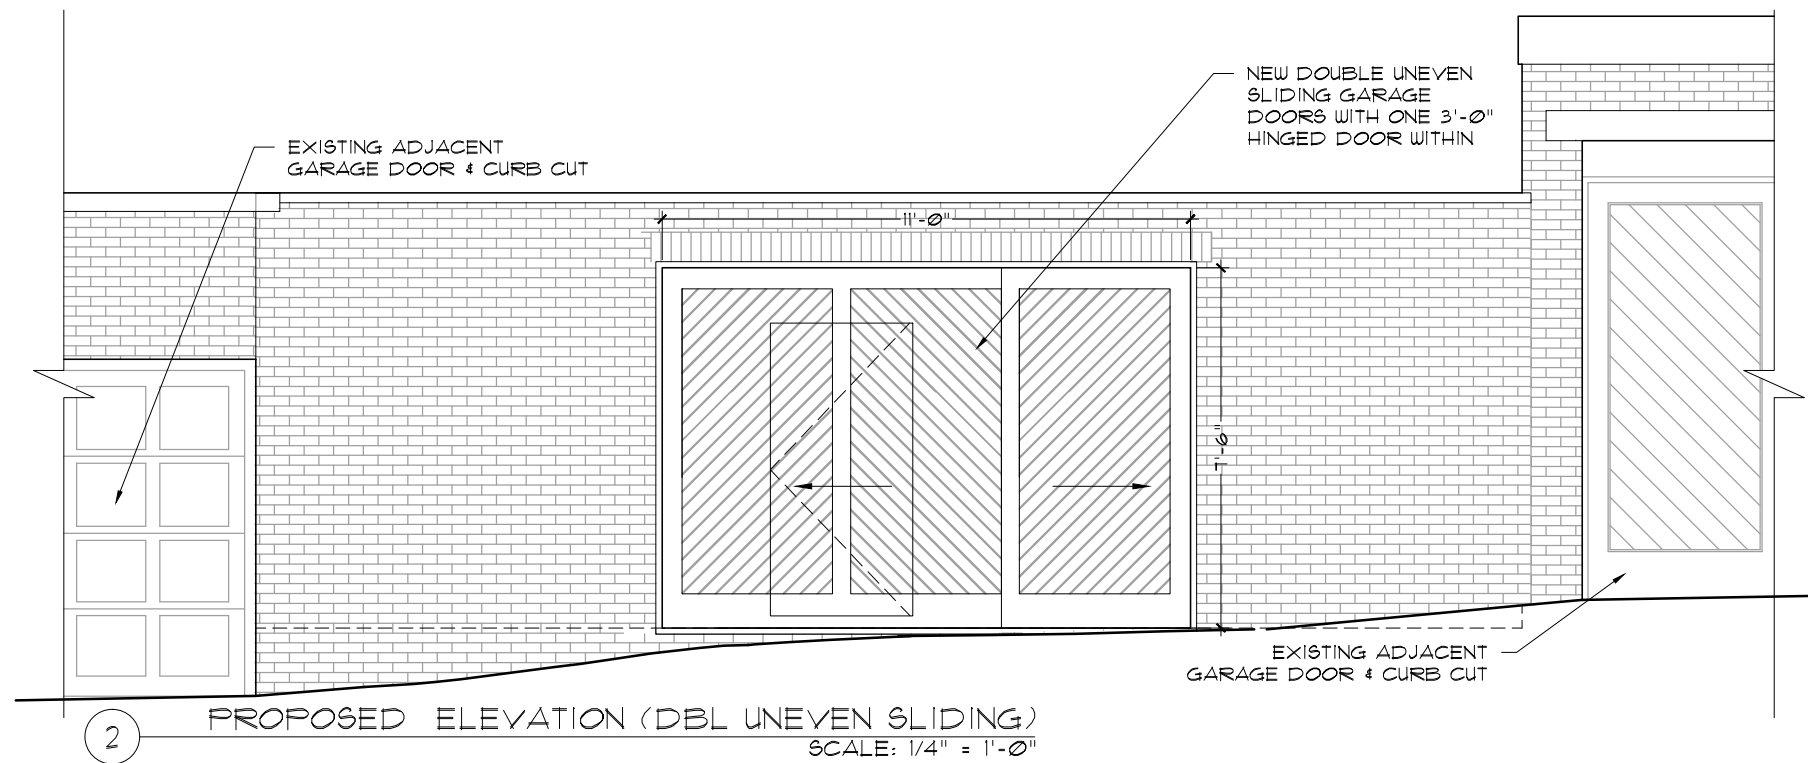 NEW DOUBLE UNEVEN
SLIDING GARAGE
DOORS WITH ONE 3'-0"
HINGED DOOR WITHIN
EXISTING ADJACENT
GARAGE DOOR & CURB CUT
11'-0"
7'-6"
EXISTING ADJACENT
GARAGE DOOR & CURB CUT
2
PROPOSED ELEVATION (DBL UNEVEN SLIDING)
SCALE: 1/4" = 1'-0"